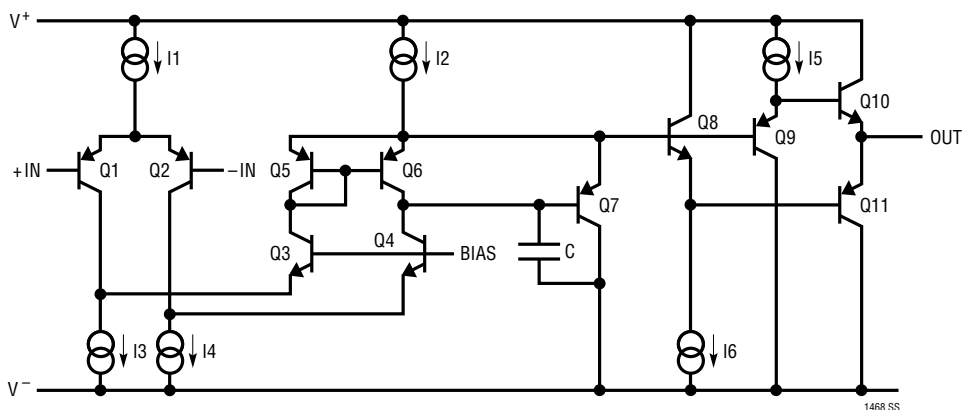 V+
I1
I2
I5
Q10
Q8
Q9
OUT
+IN
Q1
Q2
−IN
Q5
Q6
Q7
Q11
Q3
Q4
BIAS
C
I3
I4
I6
V−
1468 SS